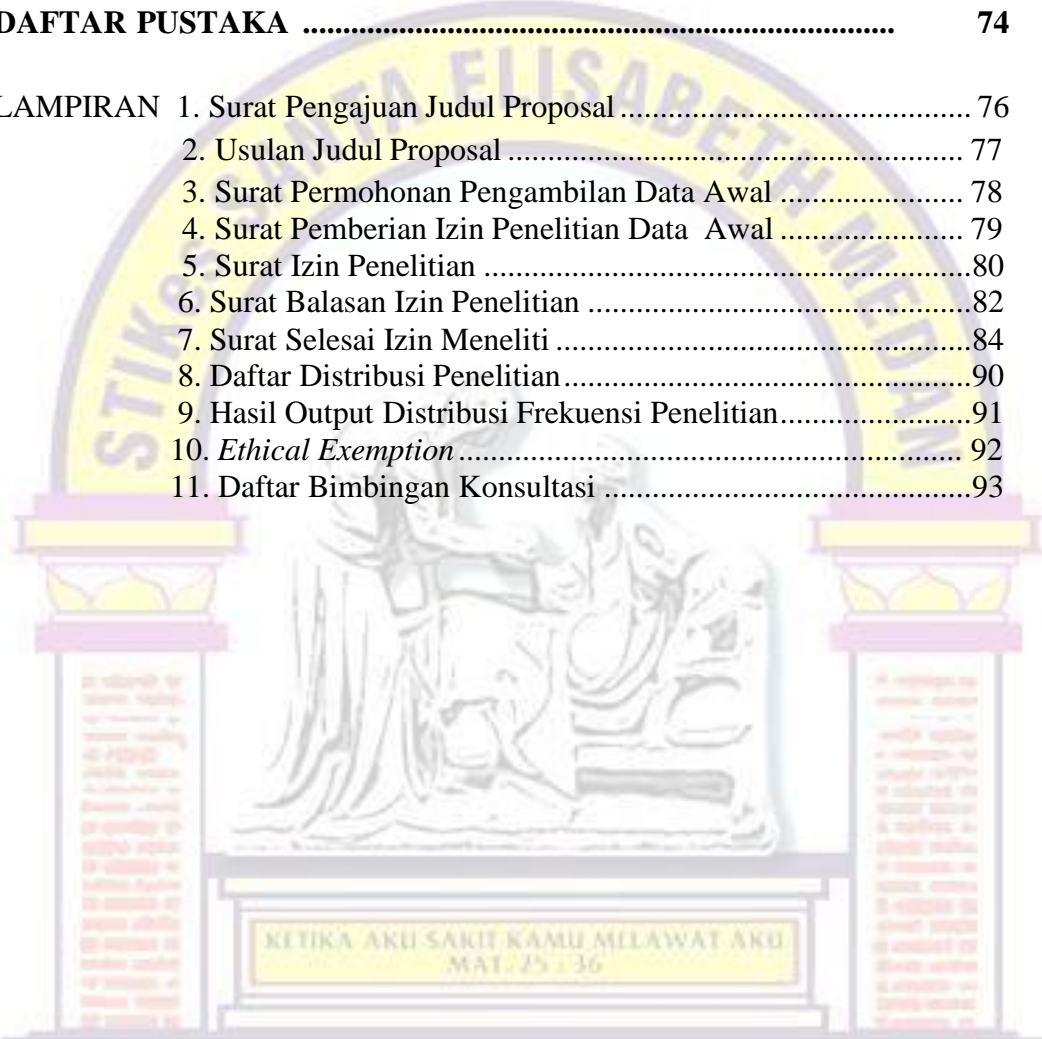 DAFTAR PUSTAKA ............................................................................ 74
LAMPIRAN 1. Surat Pengajuan Judul Proposal ......................................... 76
2. Usulan Judul Proposal ......................................................... 77
3. Surat Permohonan Pengambilan Data Awal ....................... 78
4. Surat Pemberian Izin Penelitian Data Awal ....................... 79
5. Surat Izin Penelitian .............................................................80
6. Surat Balasan Izin Penelitian ................................................82
7. Surat Selesai Izin Meneliti ....................................................84
8. Daftar Distribusi Penelitian ...................................................90
9. Hasil Output Distribusi Frekuensi Penelitian ........................91
10. Ethical Exemption ............................................................... 92
11. Daftar Bimbingan Konsultasi ..............................................93
STIKes SANTA ELISABETH MEDAN
KETIKA AKU SAKIT KAMU MELAWAT AKU
MAT. 25 : 36